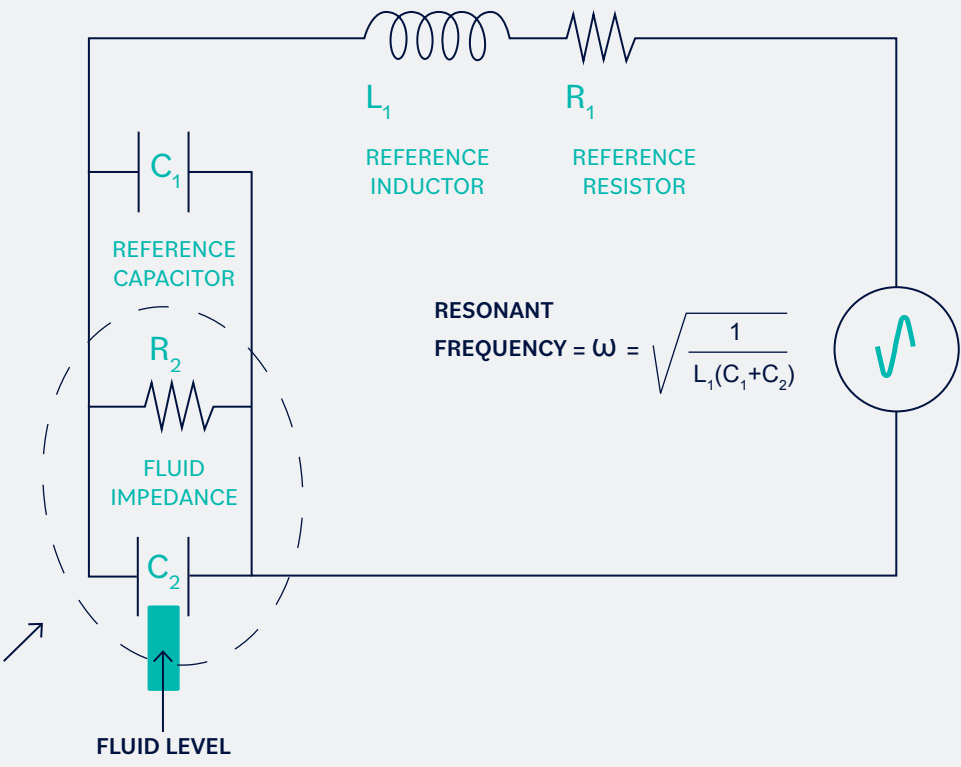 L₁
R₁
REFERENCE
INDUCTOR
REFERENCE
RESISTOR
C₁
REFERENCE
CAPACITOR
RESONANT
FREQUENCY = ω = √(1 / L₁(C₁+C₂))
R₂
FLUID
IMPEDANCE
C₂
FLUID LEVEL